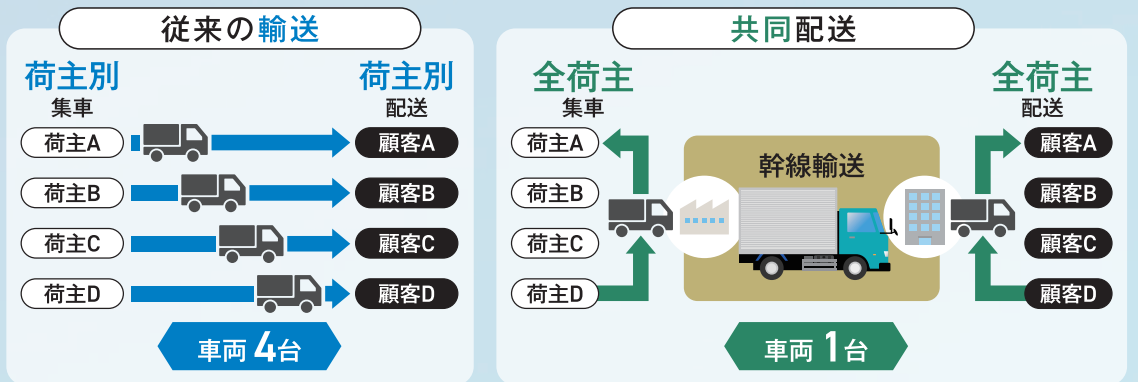 従来の輸送
荷主別
集車
荷主別
配送
荷主A
顧客A
荷主B
顧客B
荷主C
顧客C
荷主D
顧客D
車両4台
共同配送
全荷主
集車
全荷主
配送
荷主A
荷主B
荷主C
荷主D
幹線輸送
顧客A
顧客B
顧客C
顧客D
車両1台